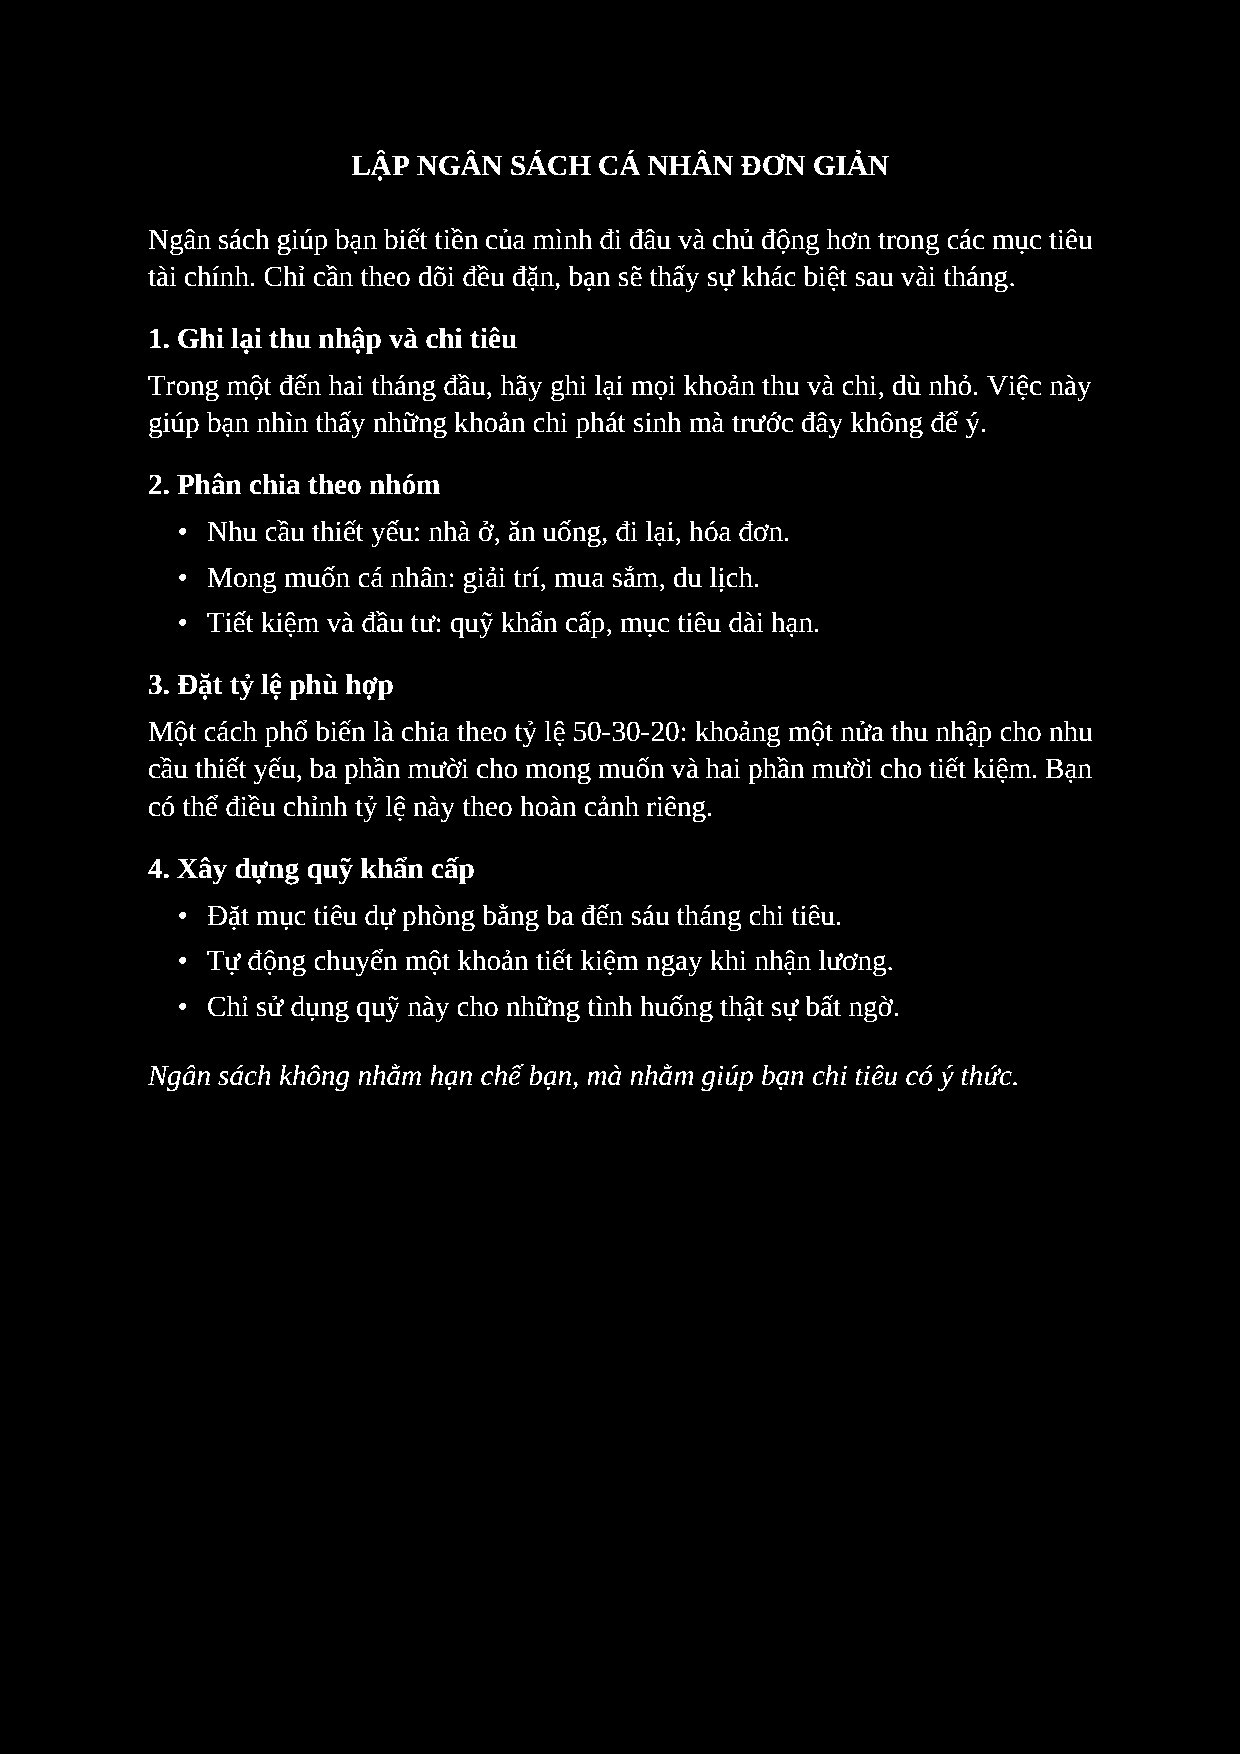 LẬP NGÂN SÁCH CÁ NHÂN ĐƠN GIẢN
Ngân sách giúp bạn biết tiền của mình đi đâu và chủ động hơn trong các mục tiêu
tài chính. Chỉ cần theo dõi đều đặn, bạn sẽ thấy sự khác biệt sau vài tháng.
1. Ghi lại thu nhập và chi tiêu
Trong một đến hai tháng đầu, hãy ghi lại mọi khoản thu và chi, dù nhỏ. Việc này
giúp bạn nhìn thấy những khoản chi phát sinh mà trước đây không để ý.
2. Phân chia theo nhóm
• Nhu cầu thiết yếu: nhà ở, ăn uống, đi lại, hóa đơn.
• Mong muốn cá nhân: giải trí, mua sắm, du lịch.
• Tiết kiệm và đầu tư: quỹ khẩn cấp, mục tiêu dài hạn.
3. Đặt tỷ lệ phù hợp
Một cách phổ biến là chia theo tỷ lệ 50-30-20: khoảng một nửa thu nhập cho nhu
cầu thiết yếu, ba phần mười cho mong muốn và hai phần mười cho tiết kiệm. Bạn
có thể điều chỉnh tỷ lệ này theo hoàn cảnh riêng.
4. Xây dựng quỹ khẩn cấp
• Đặt mục tiêu dự phòng bằng ba đến sáu tháng chi tiêu.
• Tự động chuyển một khoản tiết kiệm ngay khi nhận lương.
• Chỉ sử dụng quỹ này cho những tình huống thật sự bất ngờ.
Ngân sách không nhằm hạn chế bạn, mà nhằm giúp bạn chi tiêu có ý thức.